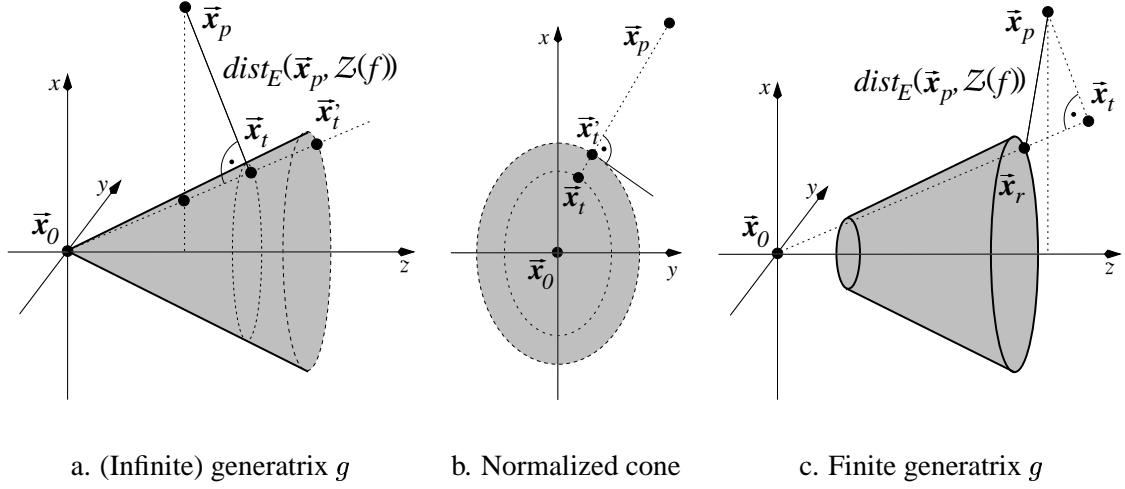 x⃗p
dist_E(x⃗p, Z(f))
x
x⃗t
x⃗'t
y
x⃗0
z
a. (Infinite) generatrix g
x
x⃗p
x⃗'t
x⃗t
x⃗0
y
b. Normalized cone
x⃗p
dist_E(x⃗p, Z(f))
x
x⃗t
y
x⃗r
x⃗0
z
c. Finite generatrix g